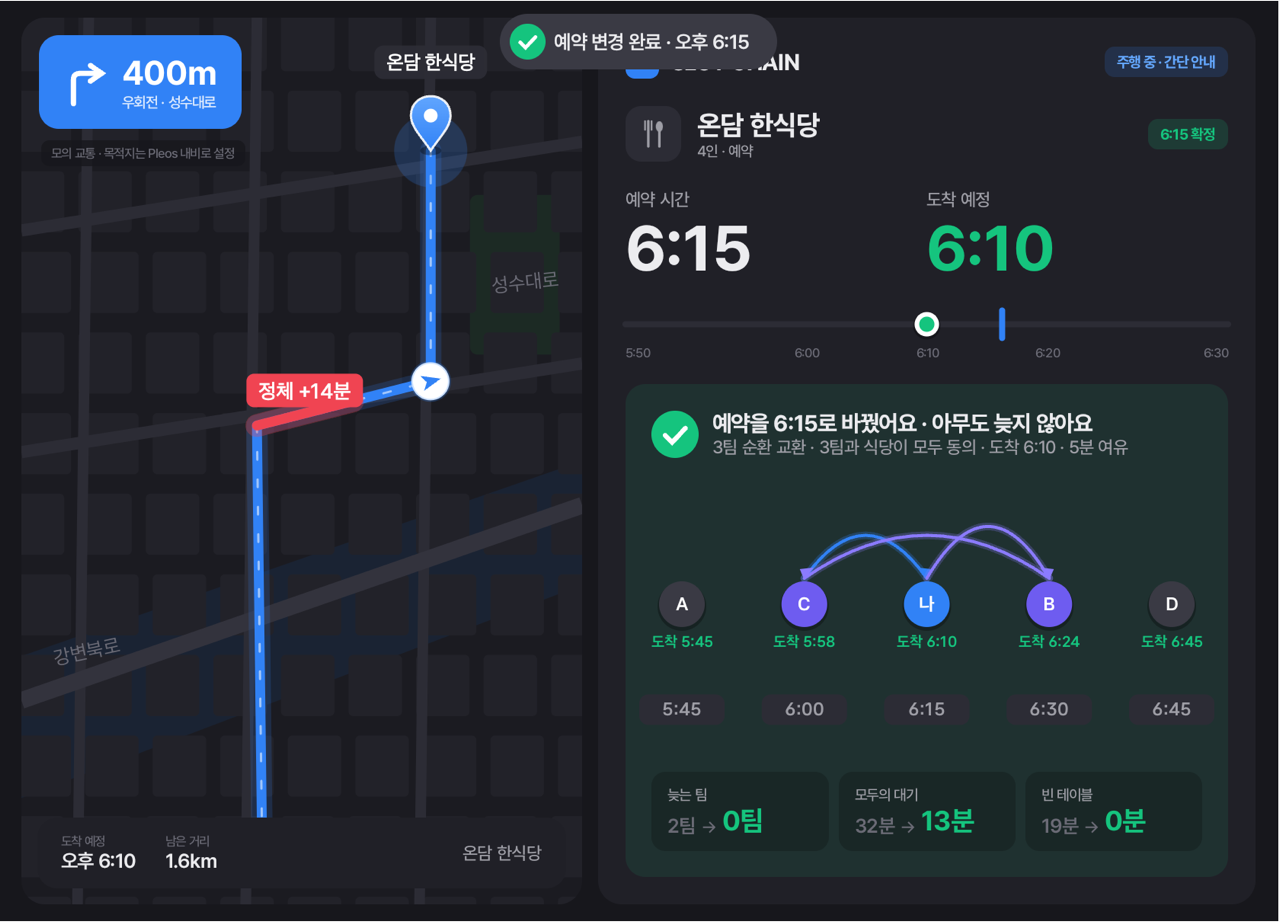 예약 변경 완료 · 오후 6:15
400m
우회전 · 성수대로
모의 교통 · 목적지는 Pleos 내비로 설정
온담 한식당
성수대로
정체 +14분
강변북로
도착 예정
오후 6:10
남은 거리
1.6km
온담 한식당
주행 중 · 간단 안내
온담 한식당
4인 · 예약
6:15 확정
예약 시간
6:15
도착 예정
6:10
5:50 6:00 6:10 6:20 6:30
예약을 6:15로 바꿨어요 · 아무도 늦지 않아요
3팀 순환 교환 · 3팀과 식당이 모두 동의 · 도착 6:10 · 5분 여유
A C 나 B D
도착 5:45 도착 5:58 도착 6:10 도착 6:24 도착 6:45
5:45 6:00 6:15 6:30 6:45
늦는 팀
2팀 → 0팀
모두의 대기
32분 → 13분
빈 테이블
19분 → 0분